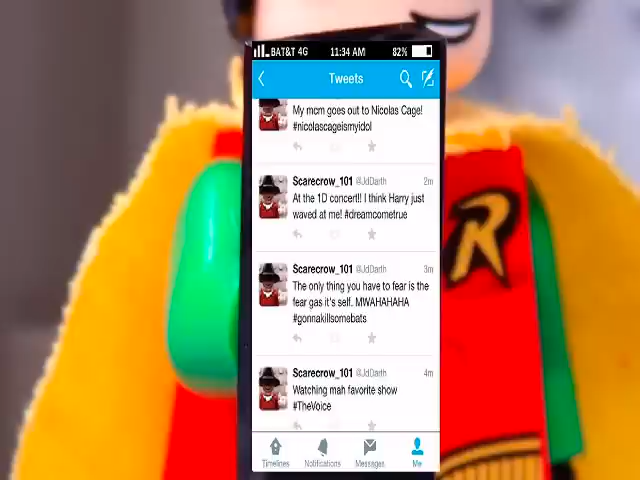 BAT&T 4G 11:34 AM 82%
Tweets
My mcm goes out to Nicolas Cage!
#nicolascageismyidol
Scarecrow_101 @JdDarth 2m
At the 1D concert!! I think Harry just
waved at me! #dreamcometrue
Scarecrow_101 @JdDarth 3m
The only thing you have to fear is the
fear gas it's self. MWAHAHAHA
#gonnakillsomebats
Scarecrow_101 @JdDarth 4m
Watching mah favorite show
#TheVoice
Timelines Notifications Messages Me
R